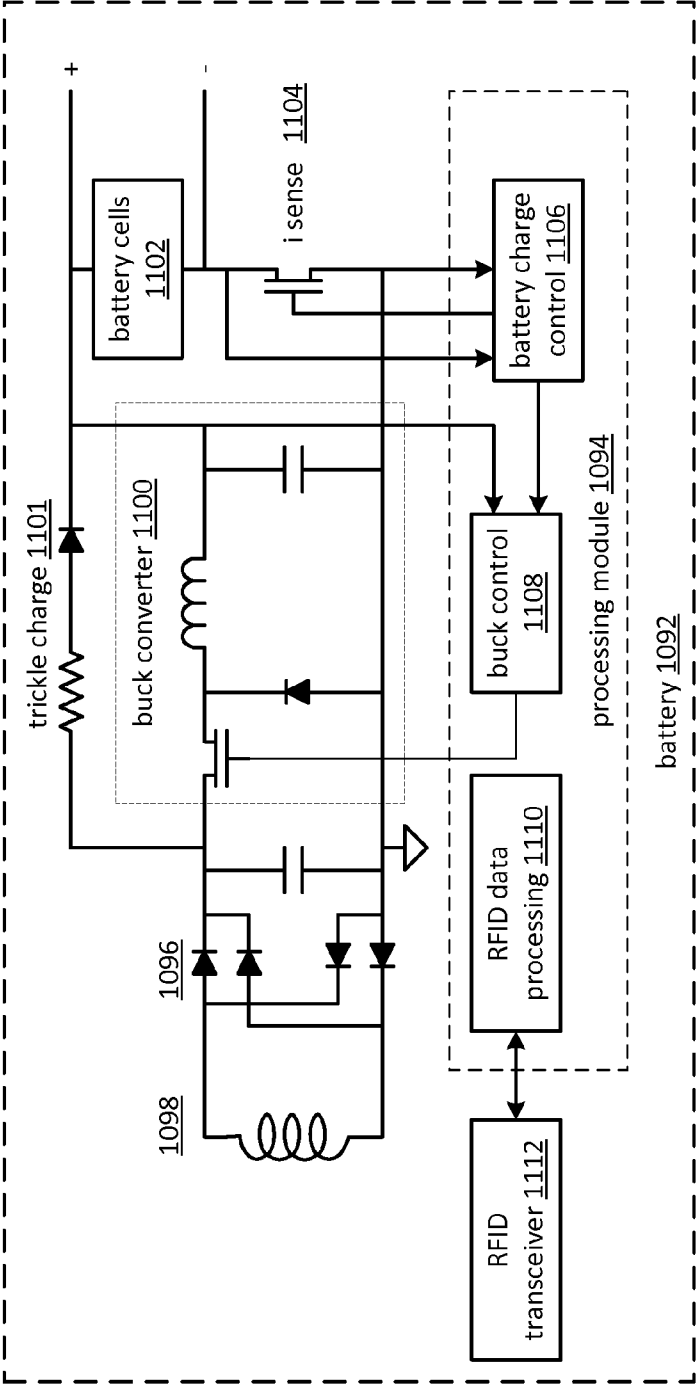 trickle charge 1101
+
buck converter 1100
battery cells
1102
-
1096
1098
i sense 1104
RFID
transceiver 1112
RFID data
processing 1110
buck control
1108
battery charge
control 1106
processing module 1094
battery 1092